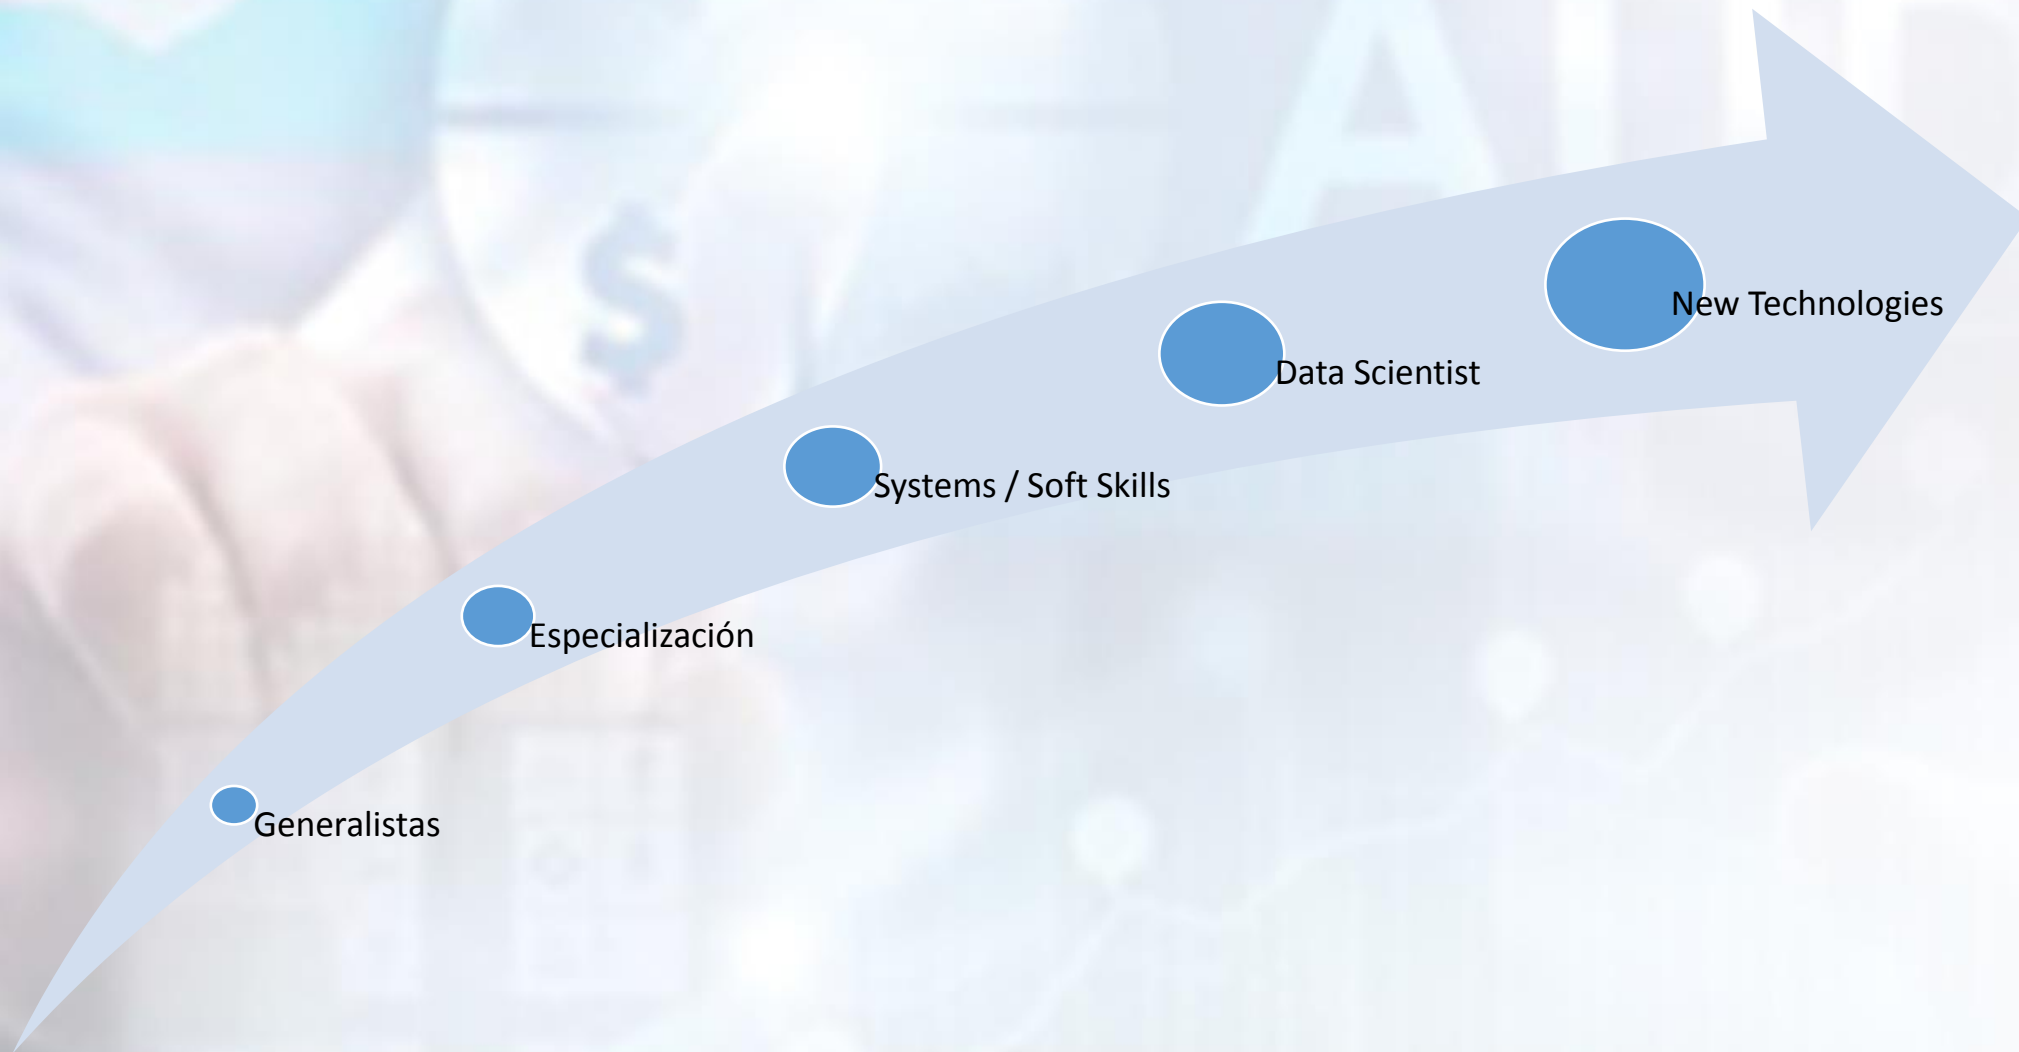 New Technologies
Data Scientist
Systems / Soft Skills
Especialización
Generalistas